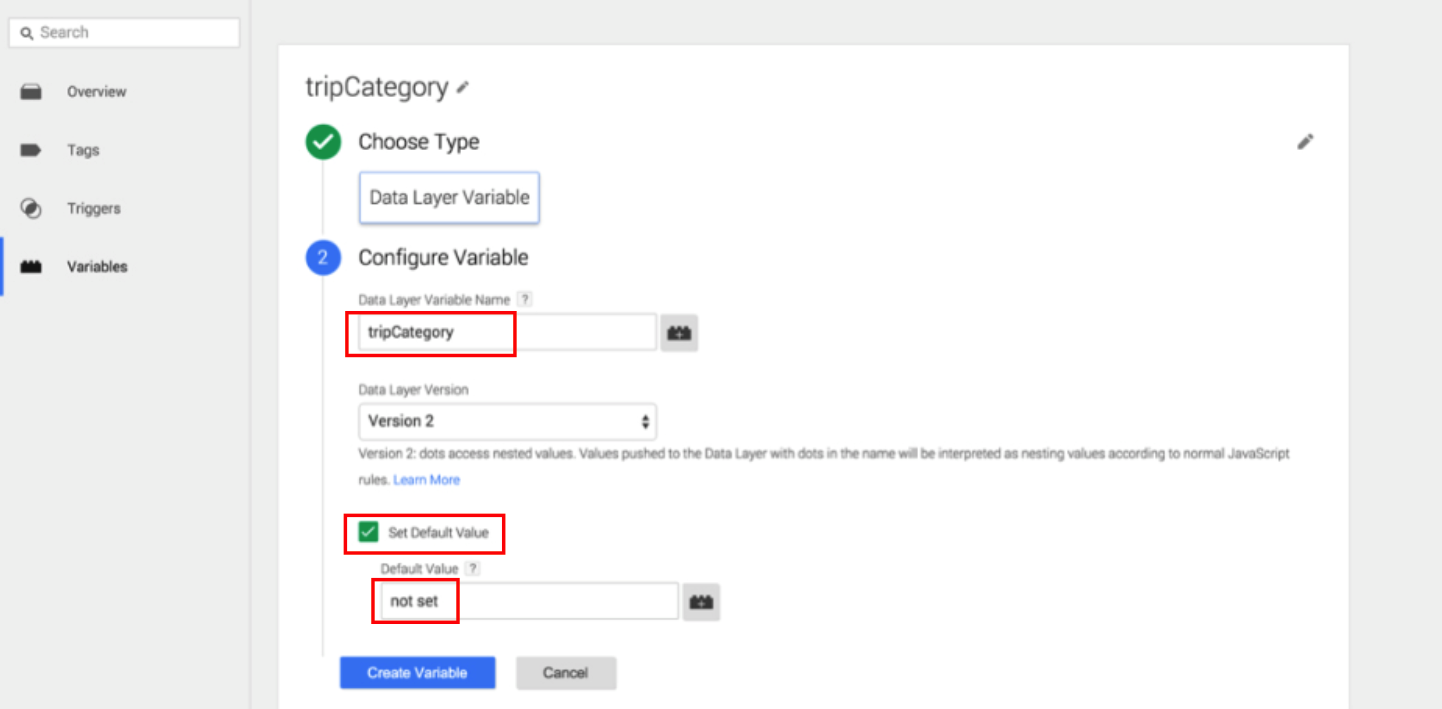 Search
Overview
Tags
Triggers
Variables
tripCategory
Choose Type
Data Layer Variable
2
Configure Variable
Data Layer Variable Name ?
tripCategory
Data Layer Version
Version 2
Version 2: dots access nested values. Values pushed to the Data Layer with dots in the name will be interpreted as nesting values according to normal JavaScript
rules. Learn More
Set Default Value
Default Value ?
not set
Create Variable
Cancel